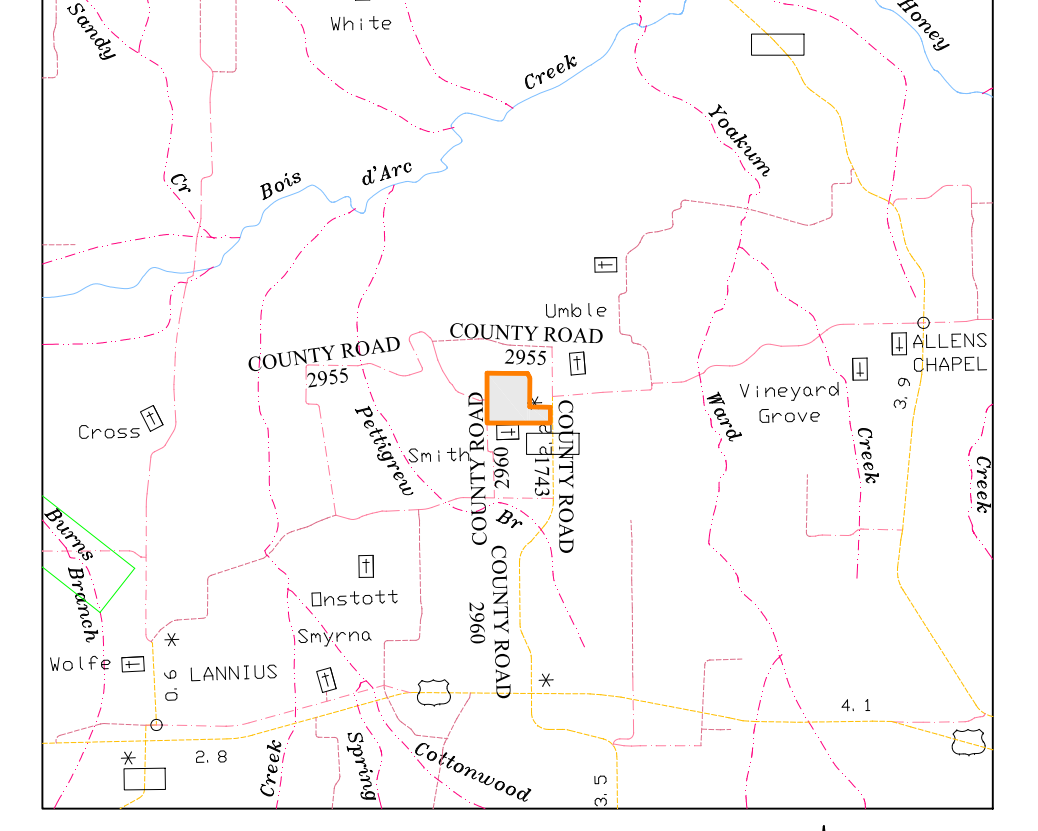 White
Sandy
Honey
Creek
Yoakum
Cr
Bois
d'Arc
Umble
COUNTY ROAD
2955
COUNTY ROAD
2955
ALLENS
CHAPEL
3.9
Vineyard
Grove
Ward
Cross
Pettigrew
COUNTY ROAD
2960
Smith
1743
COUNTY ROAD
Creek
Creek
Br
Burns
Branch
COUNTY ROAD
2960
Onstott
Smyrna
Wolfe
0.6
LANNIUS
4.1
2.8
Creek
Spring
Cottonwood
3.5